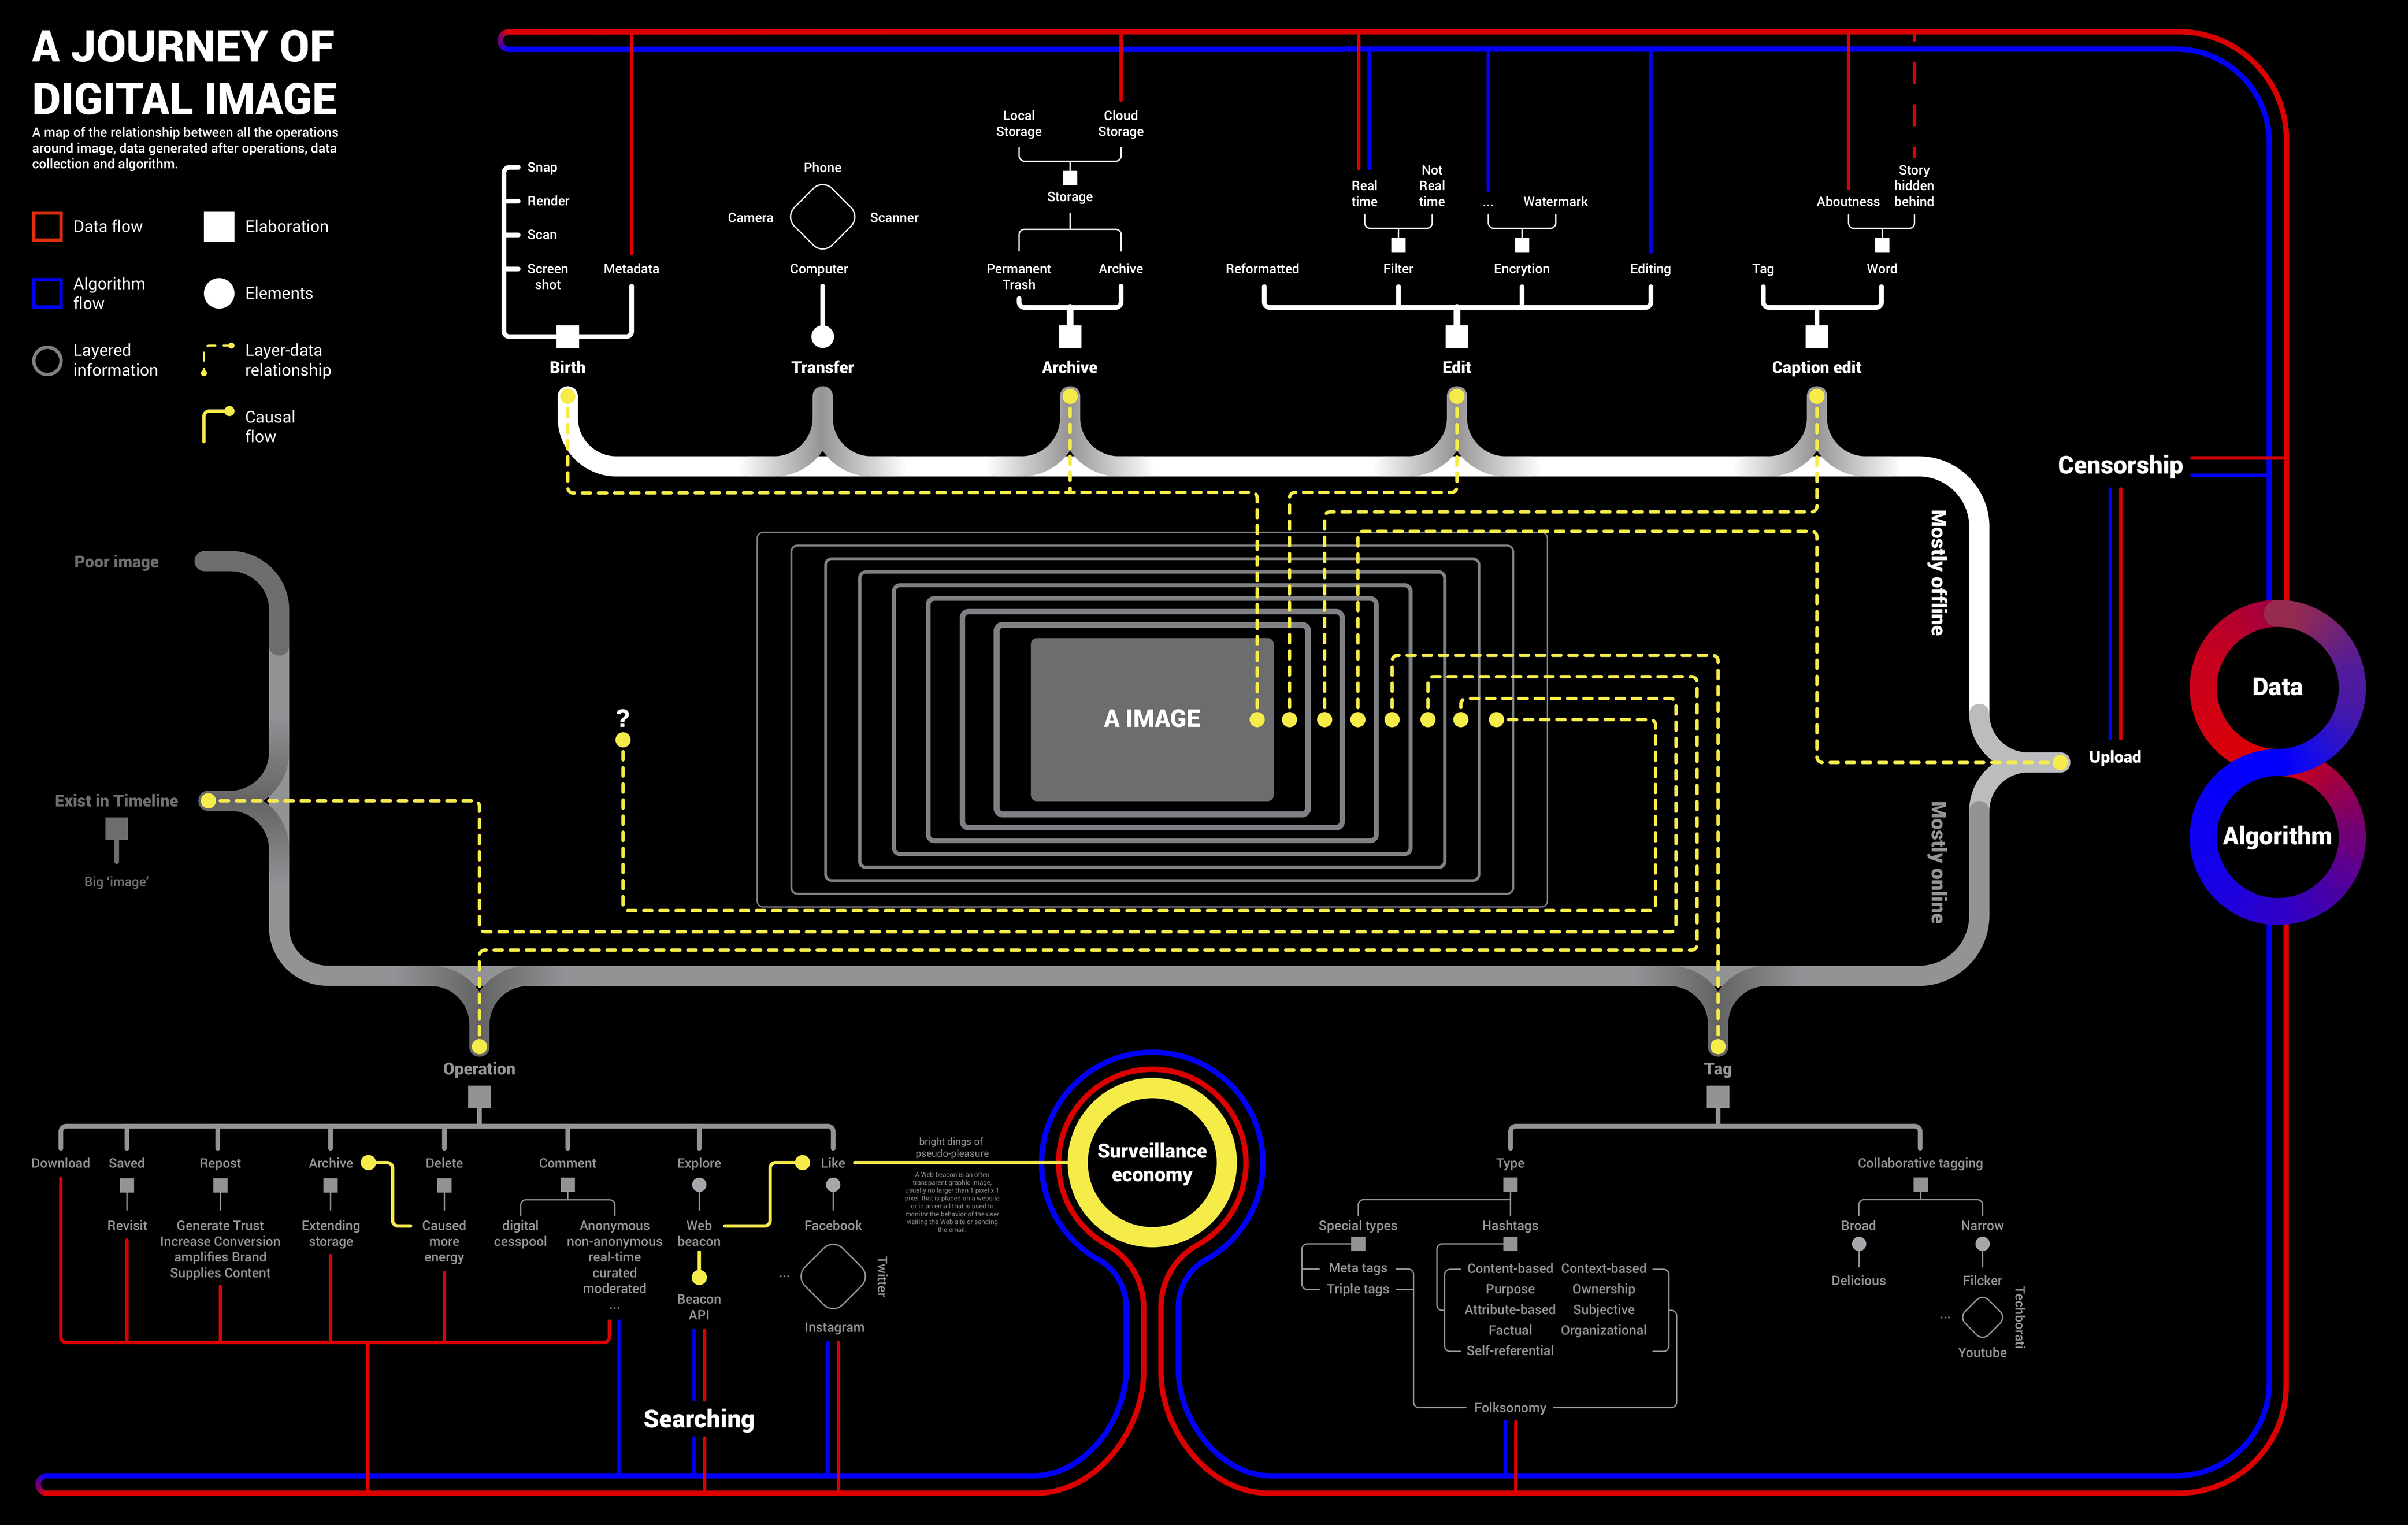 A JOURNEY OF
DIGITAL IMAGE
A map of the relationship between all the operations
around image, data generated after operations, data
collection and algorithm.
Data flow
Elaboration
Algorithm
flow
Elements
Layered
information
Layer-data
relationship
Causal
flow
Snap
Render
Scan
Screen
shot
Metadata
Birth
Phone
Camera
Scanner
Computer
Transfer
Local
Storage
Cloud
Storage
Storage
Permanent
Trash
Archive
Archive
Real
time
Not
Real
time
...
Watermark
Reformatted
Filter
Encrytion
Editing
Edit
Aboutness
Story
hidden
behind
Tag
Word
Caption edit
Censorship
Mostly offline
Mostly online
Upload
Data
Algorithm
Poor image
Exist in Timeline
Big ‘image’
?
A IMAGE
Operation
Download
Saved
Repost
Archive
Delete
Comment
Explore
Like
Revisit
Generate Trust
Increase Conversion
amplifies Brand
Supplies Content
Extending
storage
Caused
more
energy
digital
cesspool
Anonymous
non-anonymous
real-time
curated
moderated
...
Web
beacon
Beacon
API
Facebook
...
Twitter
Instagram
Searching
bright dings of
pseudo-pleasure
A Web beacon is an often
transparent graphic image,
usually no larger than 1 pixel x 1
pixel, that is placed on a website
or in an email that is used to
monitor the behavior of the user
visiting the Web site or sending
the email.
Surveillance
economy
Tag
Type
Collaborative tagging
Special types
Hashtags
Meta tags
Triple tags
Content-based
Context-based
Purpose
Ownership
Attribute-based
Subjective
Factual
Organizational
Self-referential
Folksonomy
Broad
Narrow
Delicious
Filcker
...
Techborati
Youtube